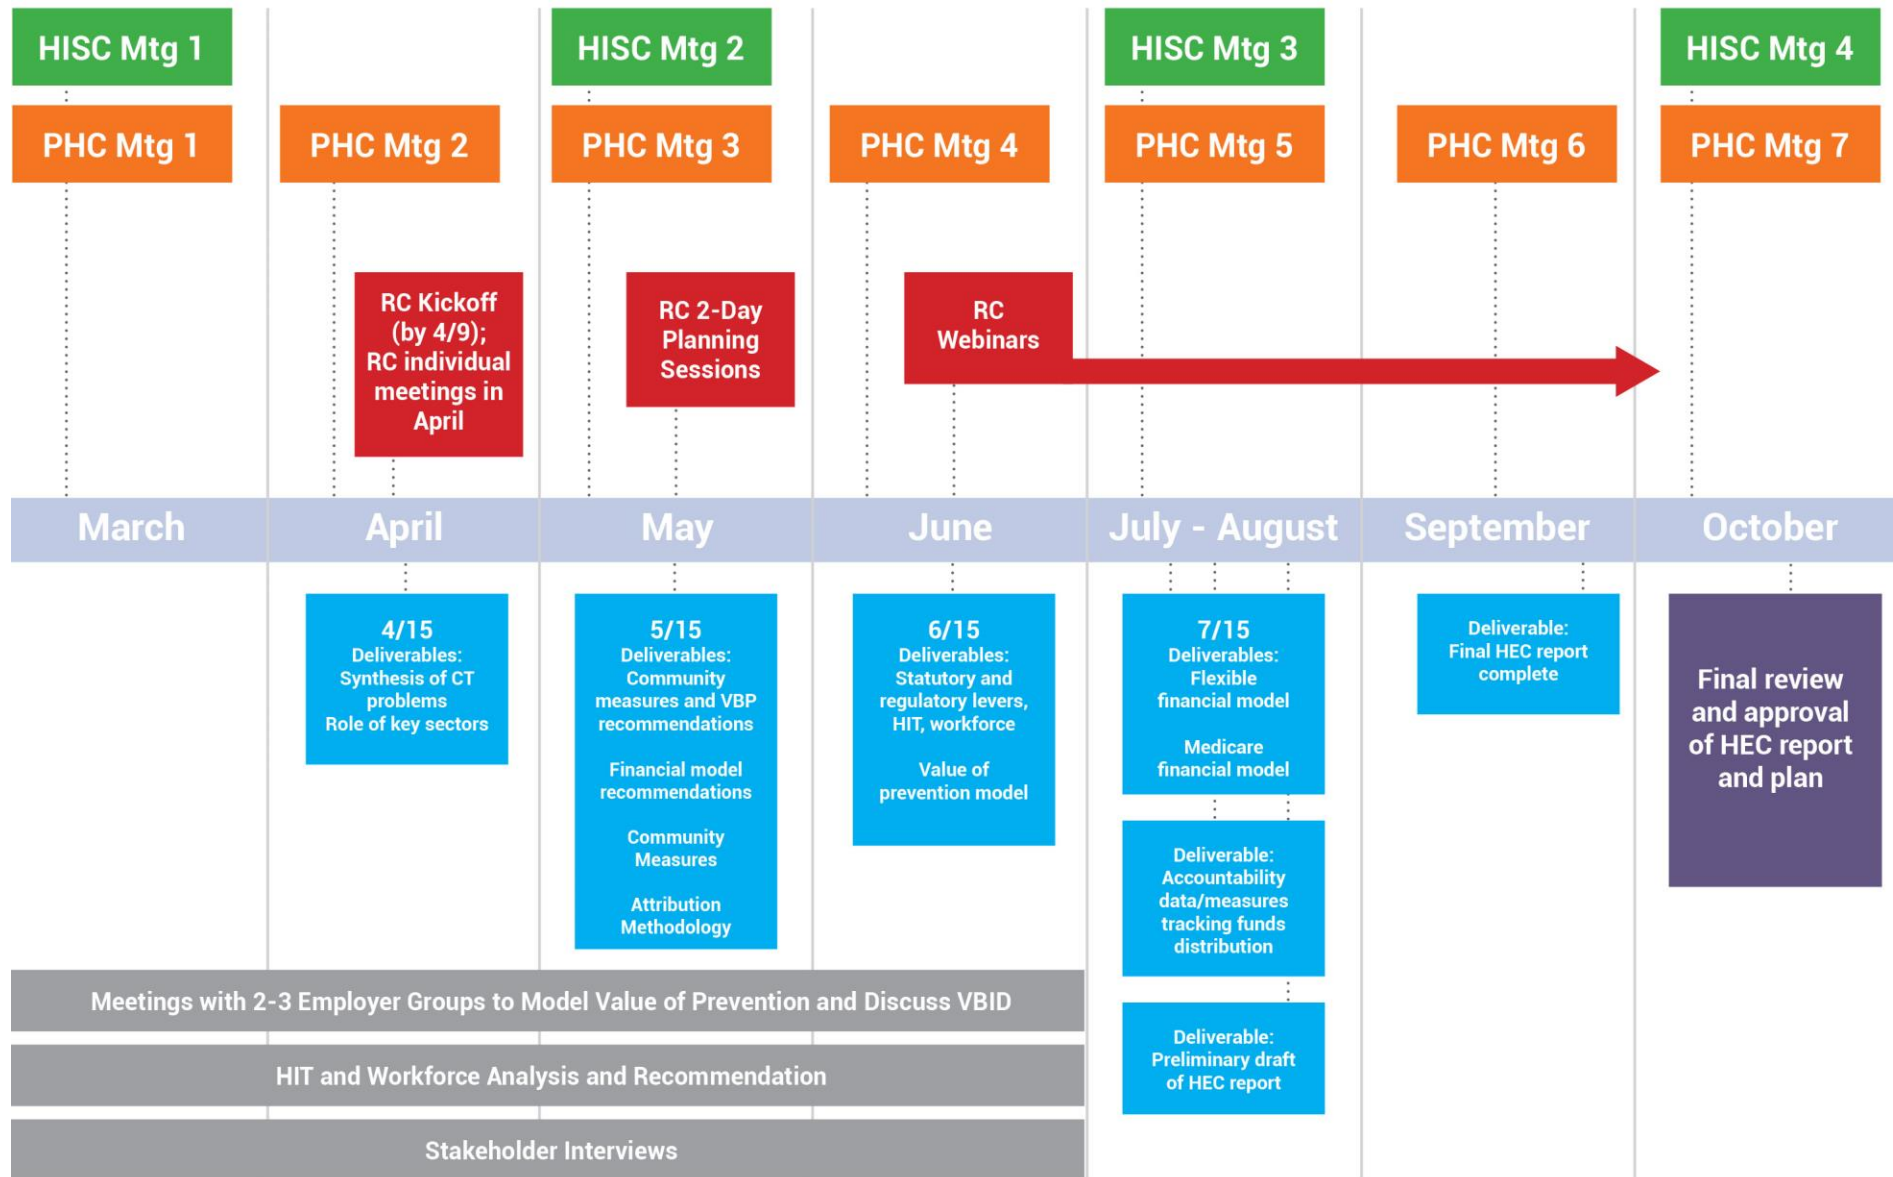 HISC Mtg 1
HISC Mtg 2
HISC Mtg 3
HISC Mtg 4
PHC Mtg 1
PHC Mtg 2
PHC Mtg 3
PHC Mtg 4
PHC Mtg 5
PHC Mtg 6
PHC Mtg 7
RC Kickoff
(by 4/9);
RC individual
meetings in
April
RC 2-Day
Planning
Sessions
RC
Webinars
March
April
May
June
July - August
September
October
4/15
Deliverables:
Synthesis of CT
problems
Role of key sectors
5/15
Deliverables:
Community
measures and VBP
recommendations
Financial model
recommendations
Community
Measures
Attribution
Methodology
6/15
Deliverables:
Statutory and
regulatory levers,
HIT, workforce
Value of
prevention model
7/15
Deliverables:
Flexible
financial model
Medicare
financial model
Deliverable:
Accountability
data/measures
tracking funds
distribution
Deliverable:
Preliminary draft
of HEC report
Deliverable:
Final HEC report
complete
Final review
and approval
of HEC report
and plan
Meetings with 2-3 Employer Groups to Model Value of Prevention and Discuss VBID
HIT and Workforce Analysis and Recommendation
Stakeholder Interviews